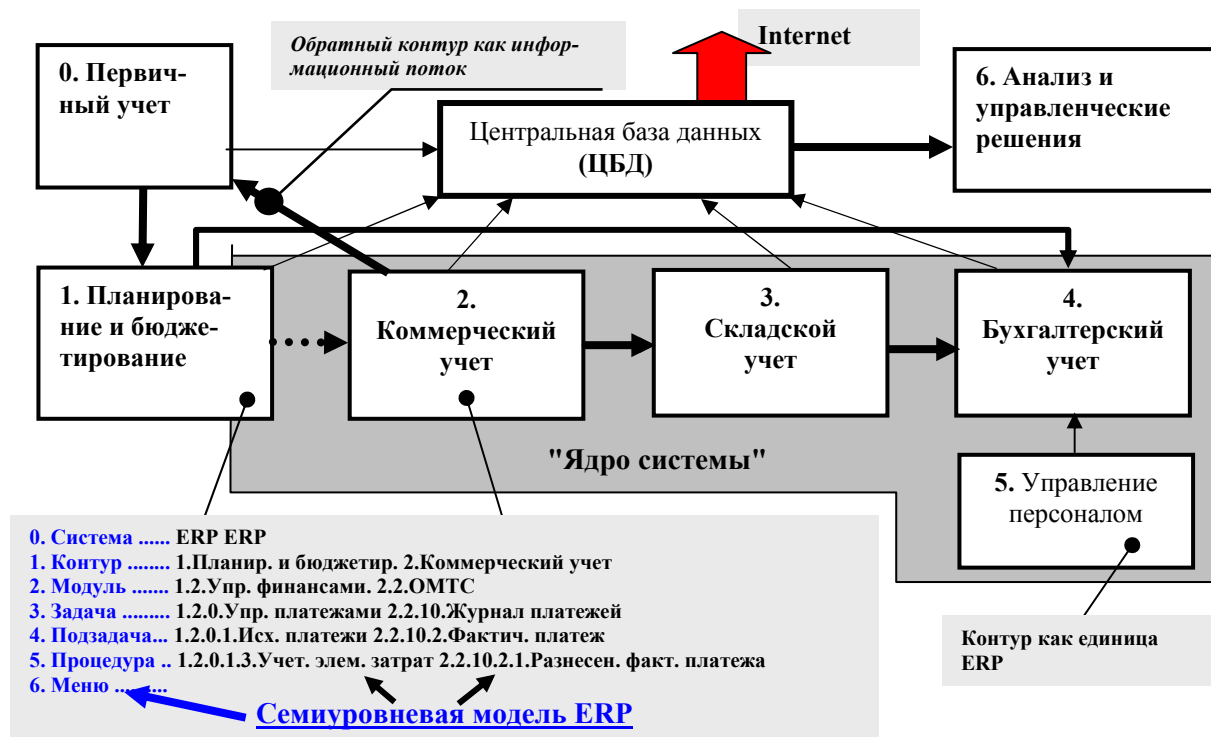 Обратный контур как инфор-
мационный поток
Internet
0. Первич-
ный учет
6. Анализ и
управленческие
решения
Центральная база данных
(ЦБД)
1. Планирова-
ние и бюдже-
тирование
2.
Коммерческий
учет
3.
Складской
учет
4.
Бухгалтерский
учет
"Ядро системы"
5. Управление
персоналом
0. Система ...... ERP ERP
1. Контур ........ 1.Планир. и бюджетир. 2.Коммерческий учет
2. Модуль ....... 1.2.Упр. финансами. 2.2.ОМТС
3. Задача ......... 1.2.0.Упр. платежами 2.2.10.Журнал платежей
4. Подзадача... 1.2.0.1.Исх. платежи 2.2.10.2.Фактич. платеж
5. Процедура .. 1.2.0.1.3.Учет. элем. затрат 2.2.10.2.1.Разнесен. факт. платежа
6. Меню .........
Семиуровневая модель ERP
Контур как единица
ERP